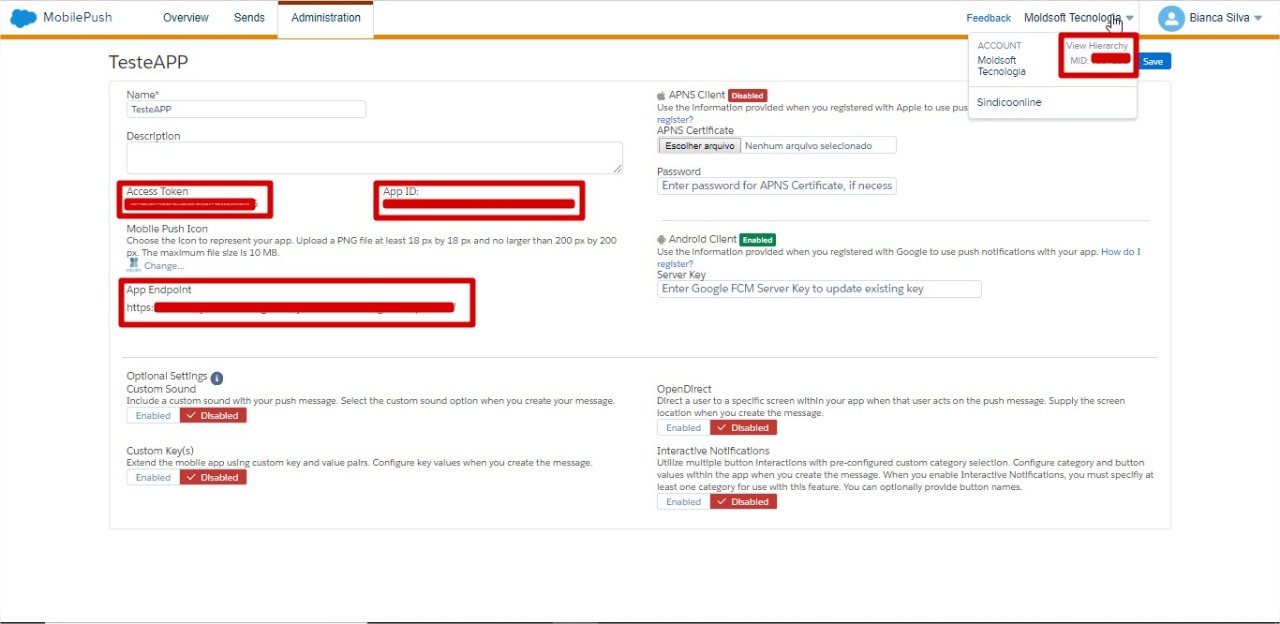 MobilePush
Overview
Sends
Administration
Feedback
Moldsoft Tecnologia
Bianca Silva
ACCOUNT
Moldsoft
Tecnologia
View Hierarchy
MID:
Sindicoonline
Save
TesteAPP
Name*
TesteAPP
Description
Access Token
App ID:
Mobile Push Icon
Choose the icon to represent your app. Upload a PNG file at least 18 px by 18 px and no larger than 200 px by 200
px. The maximum file size is 10 MB.
Change...
App Endpoint
https:
APNS Client Disabled
Use the information provided when you registered with Apple to use pus
register?
APNS Certificate
Escolher arquivo Nenhum arquivo selecionado
Password
Enter password for APNS Certificate, if necess
Android Client Enabled
Use the information provided when you registered with Google to use push notifications with your app. How do I
register?
Server Key
Enter Google FCM Server Key to update existing key
Optional Settings
Custom Sound
Include a custom sound with your push message. Select the custom sound option when you create your message.
Enabled Disabled
Custom Key(s)
Extend the mobile app using custom key and value pairs. Configure key values when you create the message.
Enabled Disabled
OpenDirect
Direct a user to a specific screen within your app when that user acts on the push message. Supply the screen
location when you create the message.
Enabled Disabled
Interactive Notifications
Utilize multiple button interactions with pre-configured custom category selection. Configure category and button
values within the app when you create the message. When you enable Interactive Notifications, you must specifiy at
least one category for use with this feature. You can optionally provide button names.
Enabled Disabled